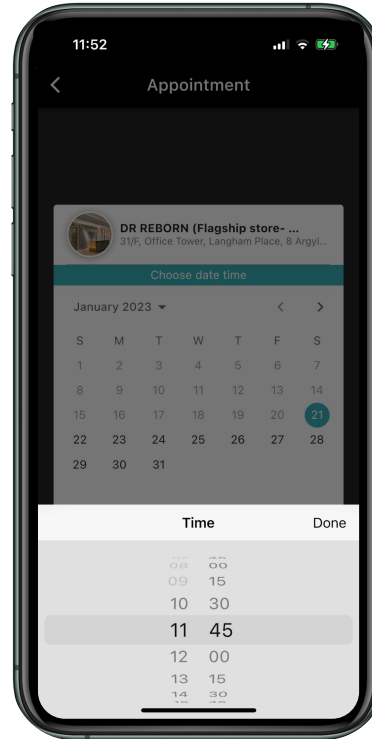 11:52
Appointment
DR REBORN (Flagship store- ...
31/F, Office Tower, Langham Place, 8 Argyl...
Choose date time
January 2023
S M T W T F S
1 2 3 4 5 6 7
8 9 10 11 12 13 14
15 16 17 18 19 20 21
22 23 24 25 26 27 28
29 30 31
Time Done
08 00
09 15
10 30
11 45
12 00
13 15
14 30